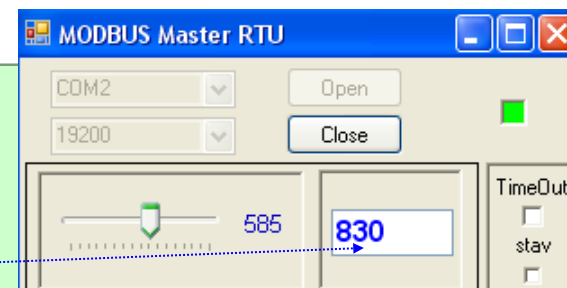 MODBUS Master RTU
COM2 Open
19200 Close
585 830
TimeOut
stav